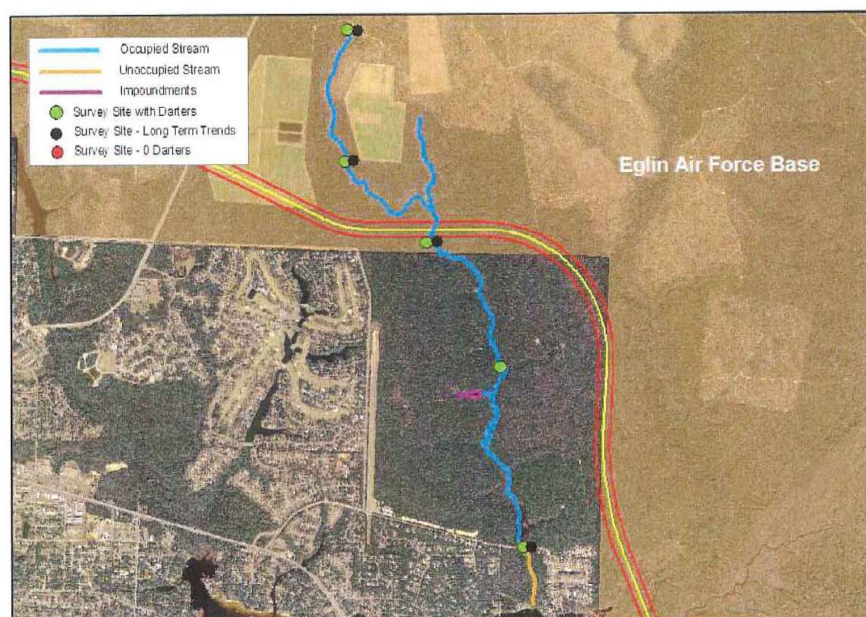 Occupied Stream
Unoccupied Stream
Impoundments
Survey Site with Darters
Survey Site - Long Term Trends
Survey Site - 0 Darters
Eglin Air Force Base